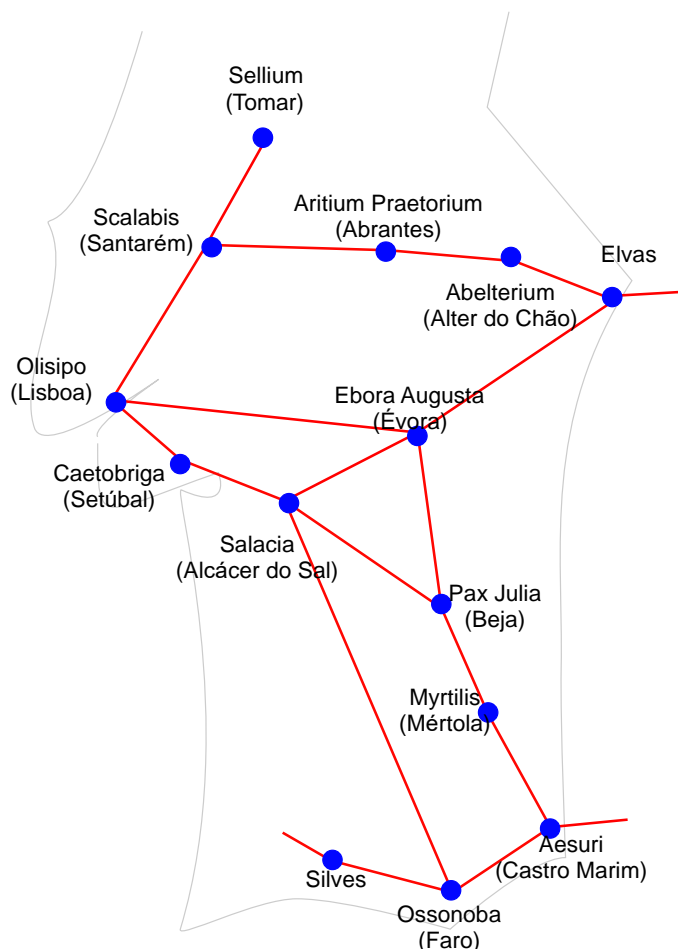 Sellium
(Tomar)
Scalabis
(Santarém)
Aritium Praetorium
(Abrantes)
Elvas
Abelterium
(Alter do Chão)
Olisipo
(Lisboa)
Ebora Augusta
(Évora)
Caetobriga
(Setúbal)
Salacia
(Alcácer do Sal)
Pax Julia
(Beja)
Myrtilis
(Mértola)
Aesuri
(Castro Marim)
Silves
Ossonoba
(Faro)